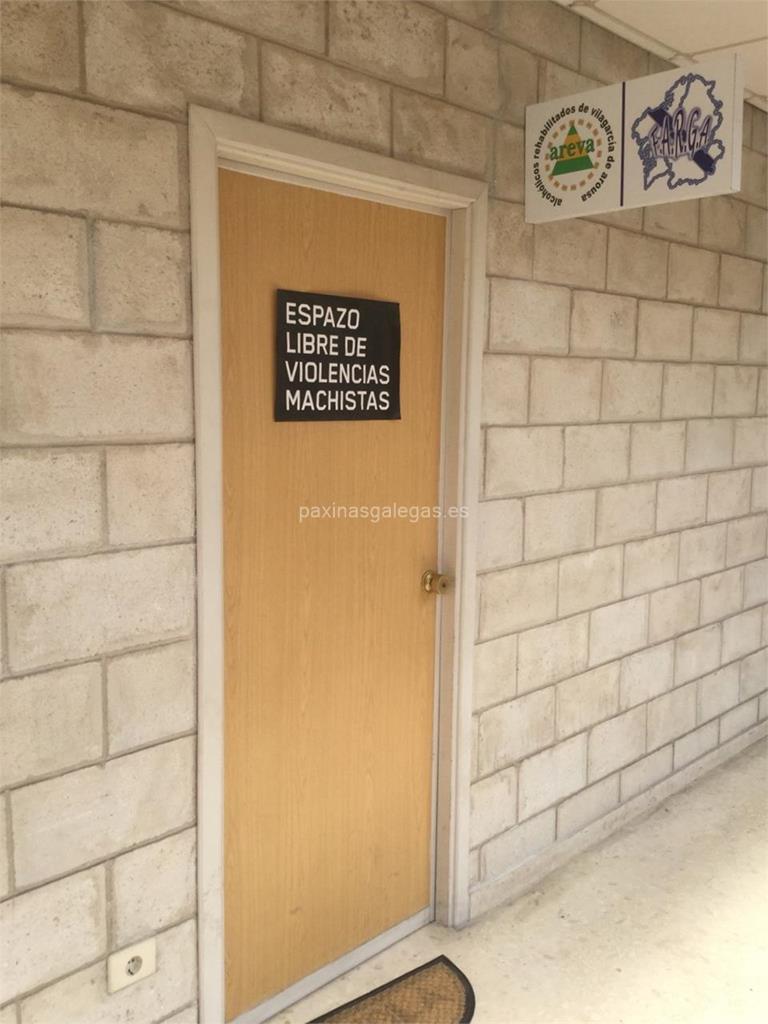 ESPAZO
LIBRE DE
VIOLENCIAS
MACHISTAS
alcohólicos rehabilitados de vilagarcía de arousa
areva
F.A.R.G.A
paxinasgalegas.es